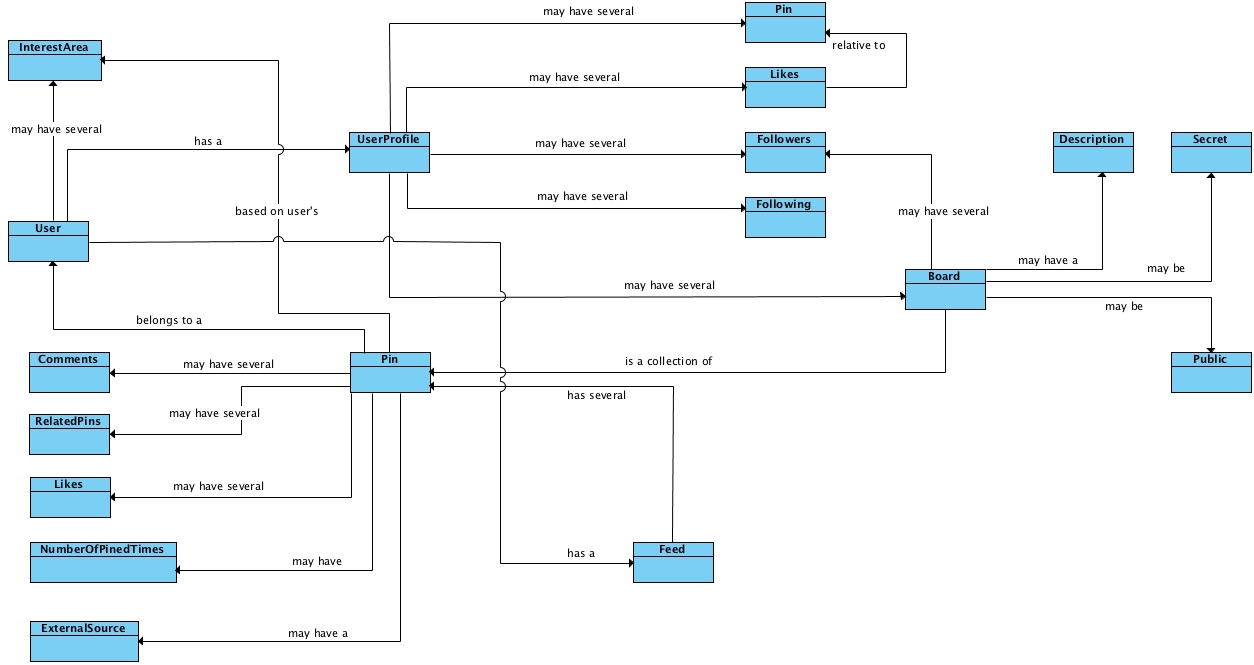 may have several
Pin
relative to
InterestArea
may have several
Likes
may have several
has a
UserProfile
may have several
Followers
Description
Secret
may have several
Following
based on user's
may have several
User
may have a
may be
Board
may have several
may be
belongs to a
Comments
may have several
Pin
is a collection of
Public
has several
RelatedPins
may have several
Likes
may have several
NumberOfPinedTimes
may have
has a
Feed
ExternalSource
may have a